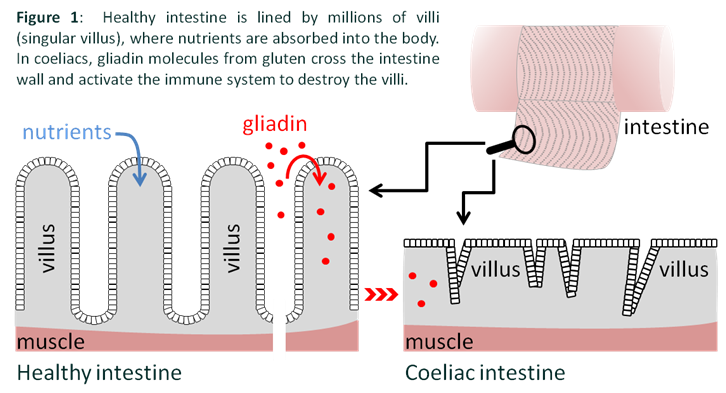 Figure 1: Healthy intestine is lined by millions of villi
(singular villus), where nutrients are absorbed into the body.
In coeliacs, gliadin molecules from gluten cross the intestine
wall and activate the immune system to destroy the villi.
nutrients
gliadin
intestine
villus
villus
villus
villus
muscle
muscle
Healthy intestine
Coeliac intestine